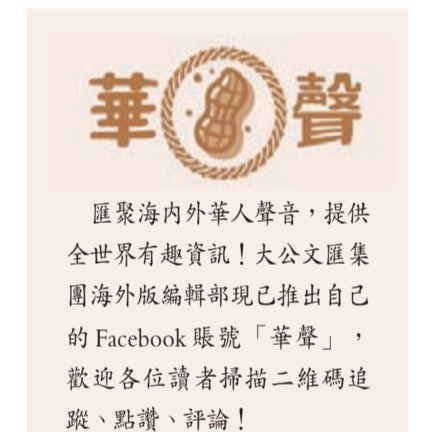 華聲
匯聚海內外華人聲音，提供
全世界有趣資訊！大公文匯集
團海外版編輯部現已推出自己
的 Facebook 賬號「華聲」，
歡迎各位讀者掃描二維碼追
蹤、點讚、評論！